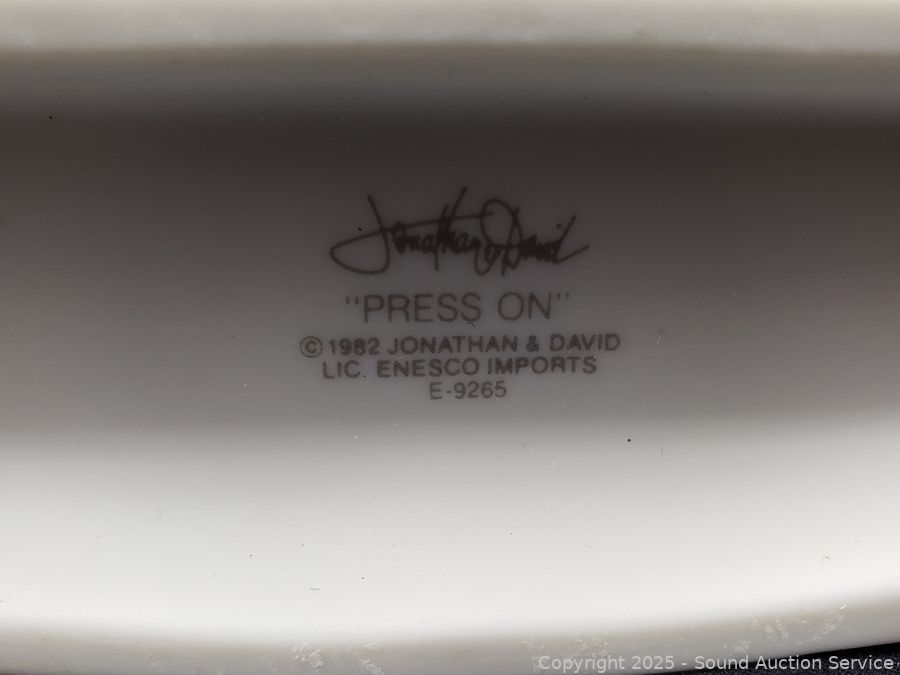 Jonathan & David
"PRESS ON"
© 1982 JONATHAN & DAVID
LIC. ENESCO IMPORTS
E-9265
Copyright 2025 - Sound Auction Service